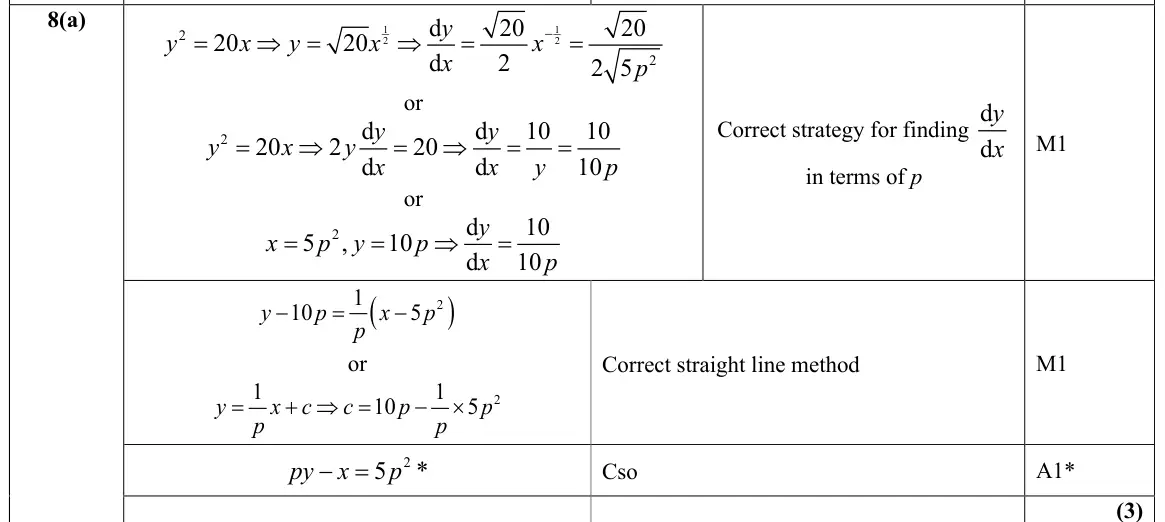 8(a)
y² = 20x ⇒ y = √20 x^(1/2) ⇒ dy/dx = (√20/2) x^(-1/2) = √20/(2√(5p²))
or
y² = 20x ⇒ 2y dy/dx = 20 ⇒ dy/dx = 10/y = 10/(10p)
or
x = 5p², y = 10p ⇒ dy/dx = 10/(10p)
Correct strategy for finding dy/dx
in terms of p
M1
y − 10p = (1/p)(x − 5p²)
or
y = (1/p)x + c ⇒ c = 10p − (1/p) × 5p²
Correct straight line method
M1
py − x = 5p² *
Cso
A1*
(3)